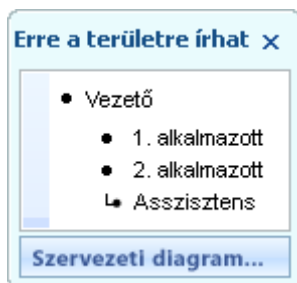 Erre a területre írhat
Vezető
1. alkalmazott
2. alkalmazott
Asszisztens
Szervezeti diagram...